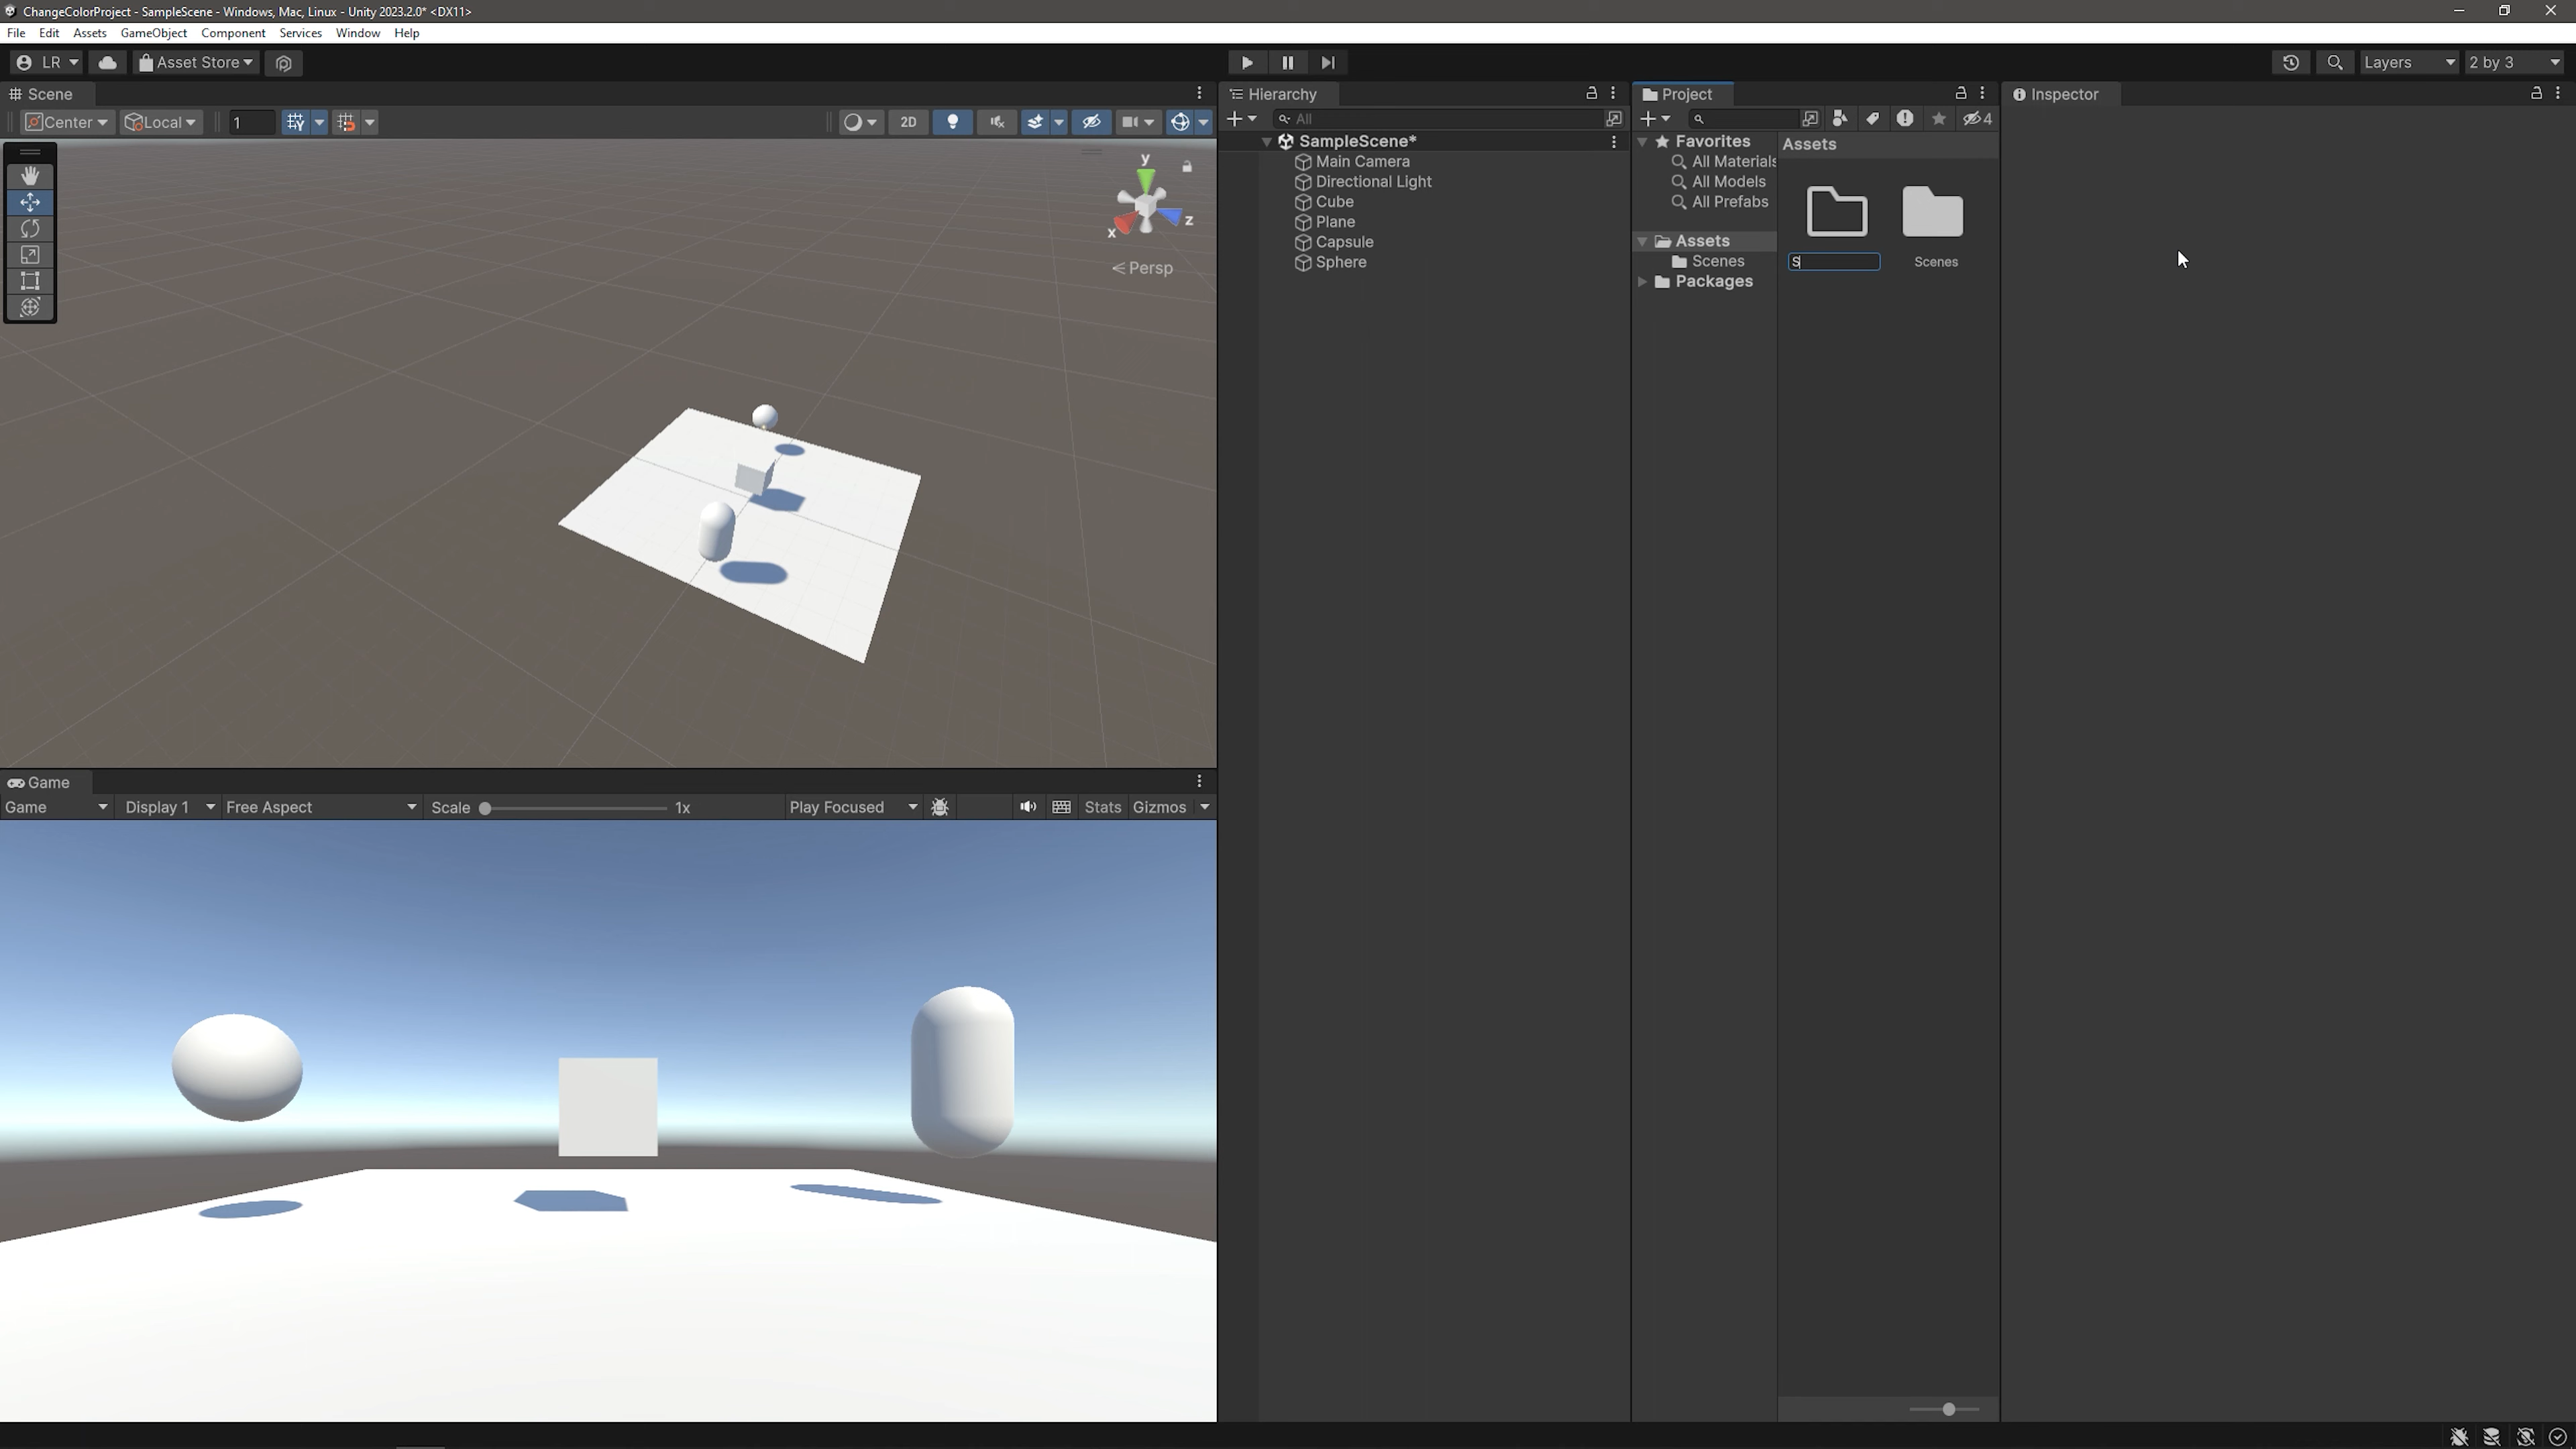 ChangeColorProject - SampleScene - Windows, Mac, Linux - Unity 2023.2.0* <DX11>
File Edit Assets GameObject Component Services Window Help
LR Asset Store Layers 2 by 3
Scene
Center Local 1 2D
y
x z
Persp
Hierarchy
All
SampleScene*
Main Camera
Directional Light
Cube
Plane
Capsule
Sphere
Project
4
Favorites
All Materials
All Models
All Prefabs
Assets
Scenes
Packages
Assets
S Scenes
Inspector
Game
Game Display 1 Free Aspect Scale 1x Play Focused Stats Gizmos